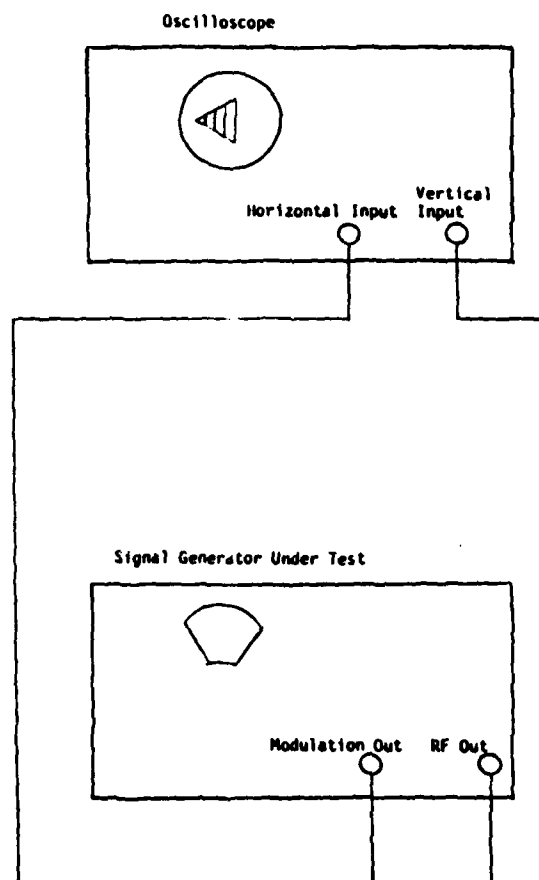 Oscilloscope
Horizontal Input
Vertical
Input
Signal Generator Under Test
Modulation Out
RF Out